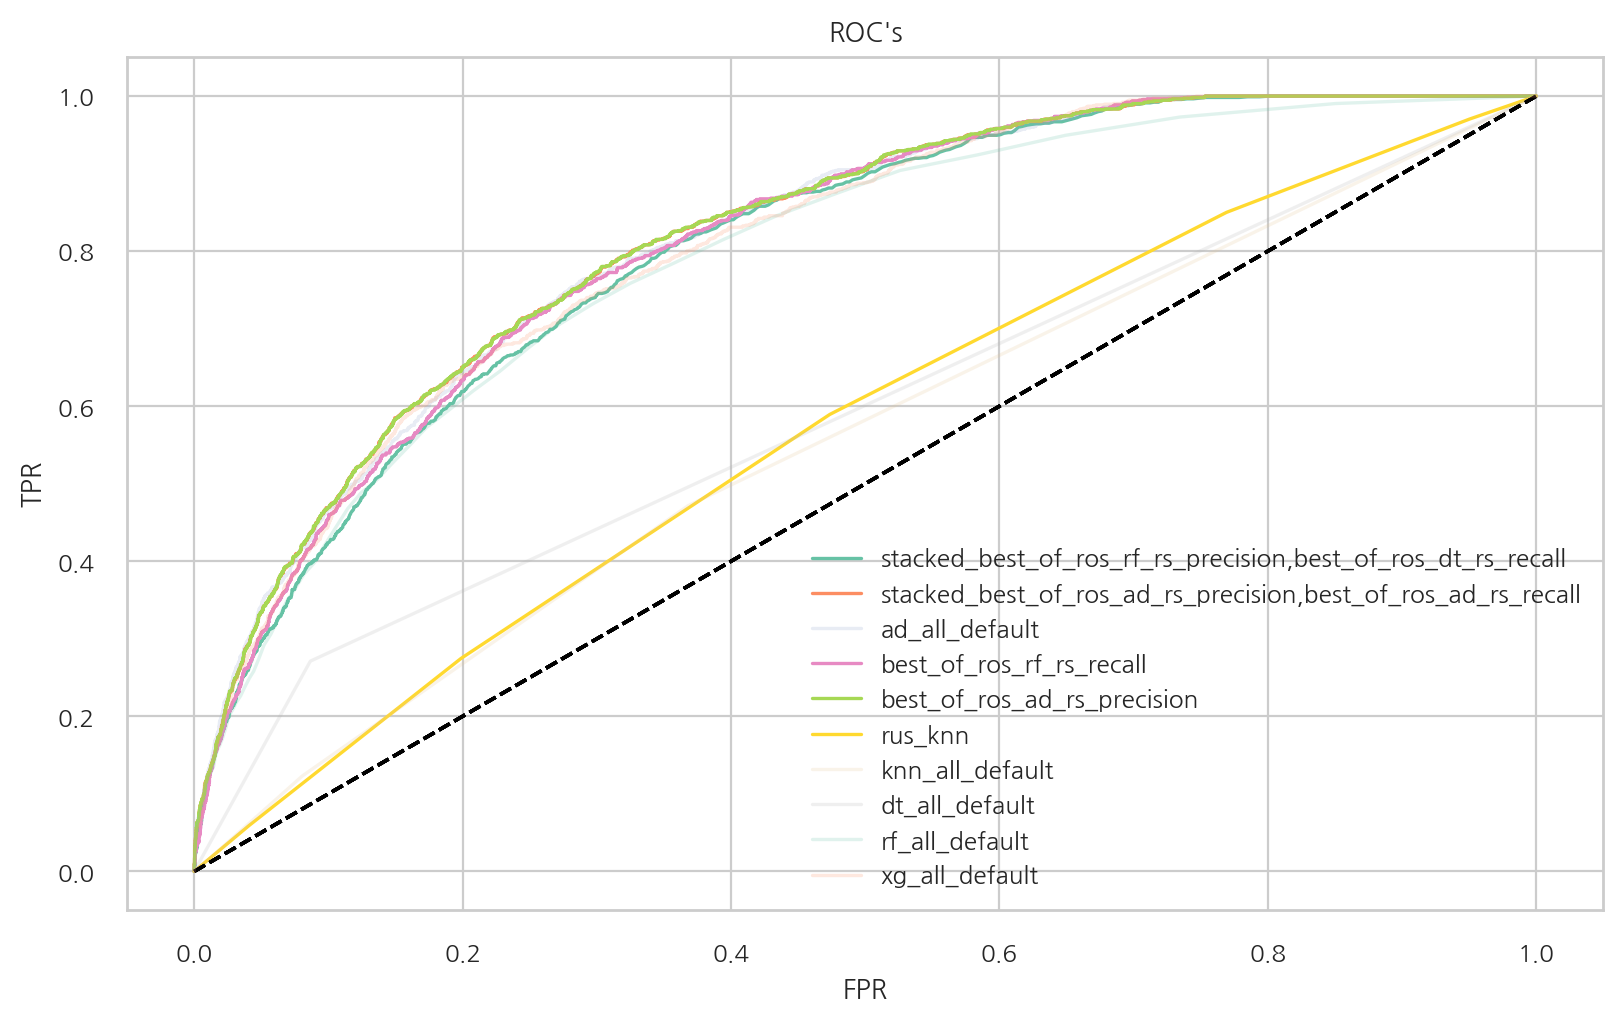 ROC's
1.0
0.8
0.6
0.4
0.2
0.0
TPR
stacked_best_of_ros_rf_rs_precision,best_of_ros_dt_rs_recall
stacked_best_of_ros_ad_rs_precision,best_of_ros_ad_rs_recall
ad_all_default
best_of_ros_rf_rs_recall
best_of_ros_ad_rs_precision
rus_knn
knn_all_default
dt_all_default
rf_all_default
xg_all_default
0.0 0.2 0.4 0.6 0.8 1.0
FPR